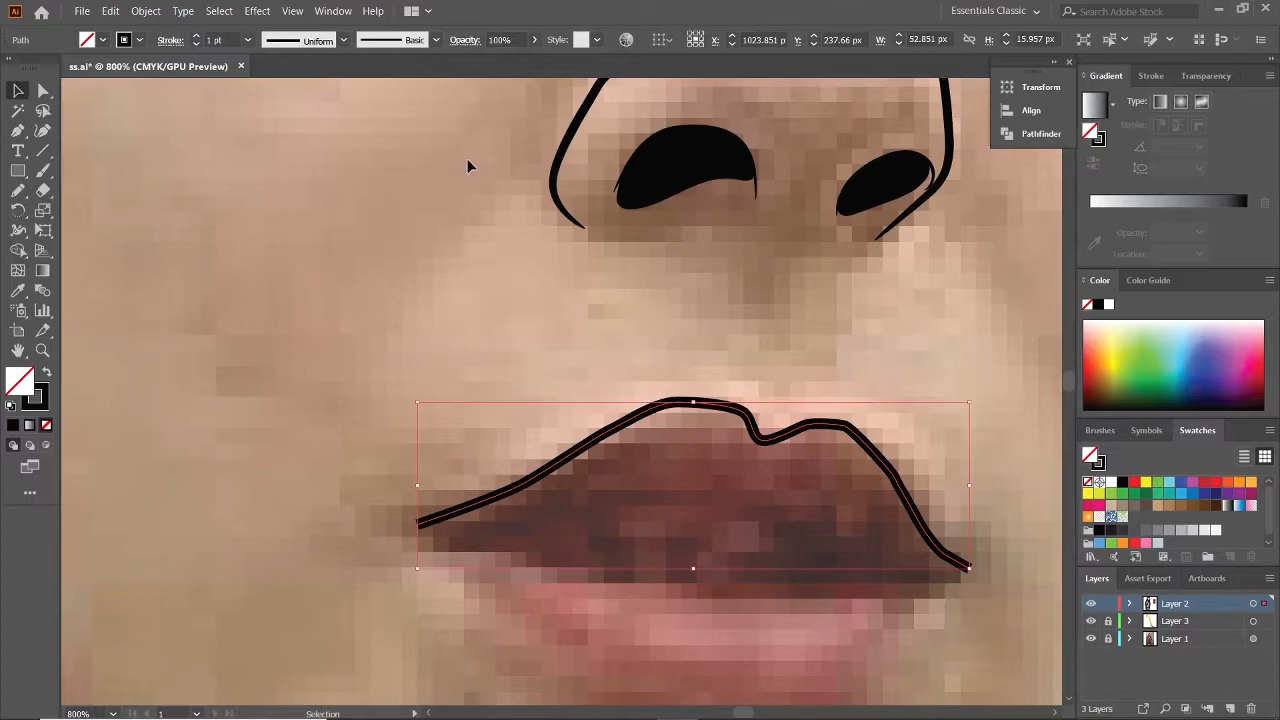 Ai File Edit Object Type Select Effect View Window Help Essentials Classic Search Adobe Stock
Path Stroke: 1 pt Uniform Basic Opacity: 100% Style: X: 1023.851 p Y: 237.66 px W: 52.851 px H: 15.957 px
ss.ai* @ 800% (CMYK/GPU Preview)
Transform
Align
Pathfinder
Gradient Stroke Transparency
Type:
Stroke:
Opacity:
Location:
Color Color Guide
Brushes Symbols Swatches
Layers Asset Export Artboards
Layer 2
Layer 3
Layer 1
3 Layers
800% 1 Selection